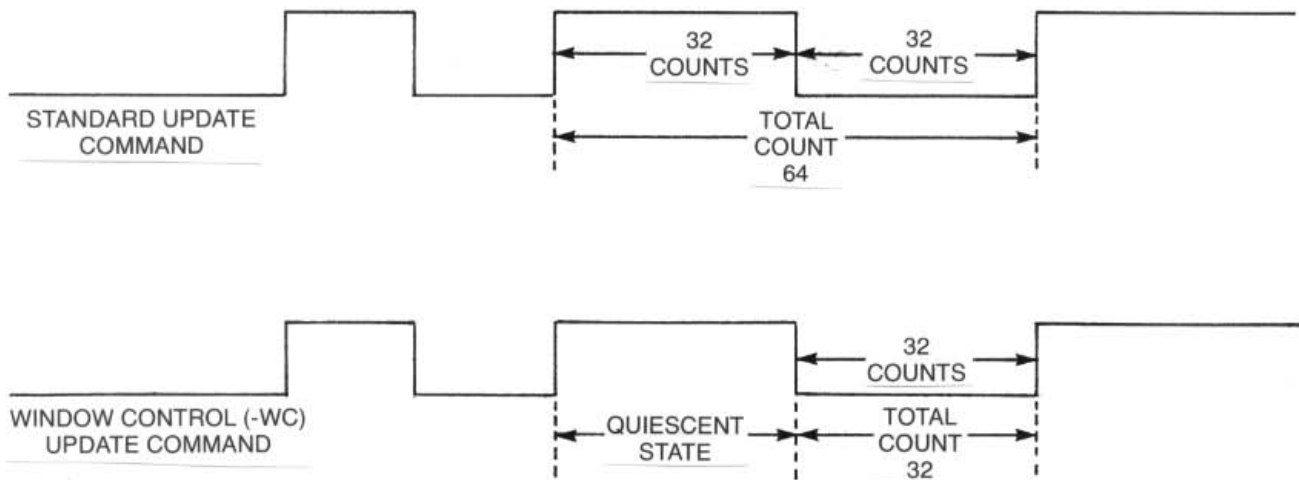 32
COUNTS
32
COUNTS
STANDARD UPDATE
COMMAND
TOTAL
COUNT
64
32
COUNTS
WINDOW CONTROL (-WC)
UPDATE COMMAND
QUIESCENT
STATE
TOTAL
COUNT
32